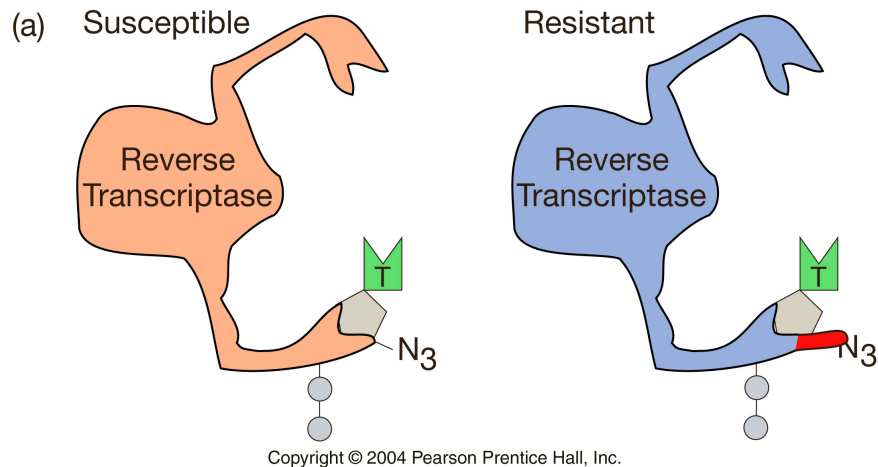 (a) Susceptible Resistant
Reverse Transcriptase
Reverse Transcriptase
T
T
N3
N3
Copyright © 2004 Pearson Prentice Hall, Inc.